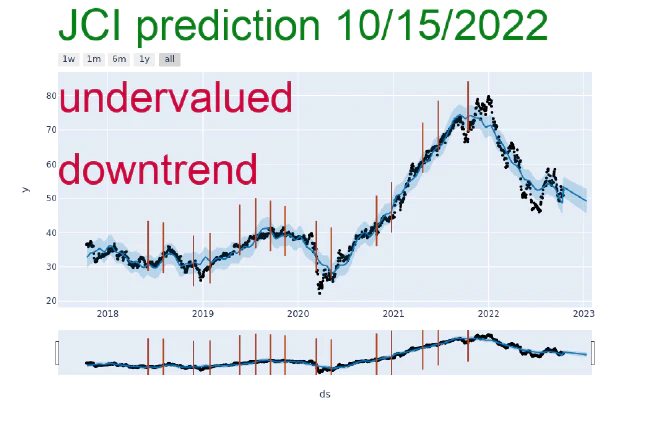 JCI prediction 10/15/2022
1w 1m 6m 1y all
undervalued
downtrend
80
70
60
50
40
30
20
y
2018 2019 2020 2021 2022 2023
ds